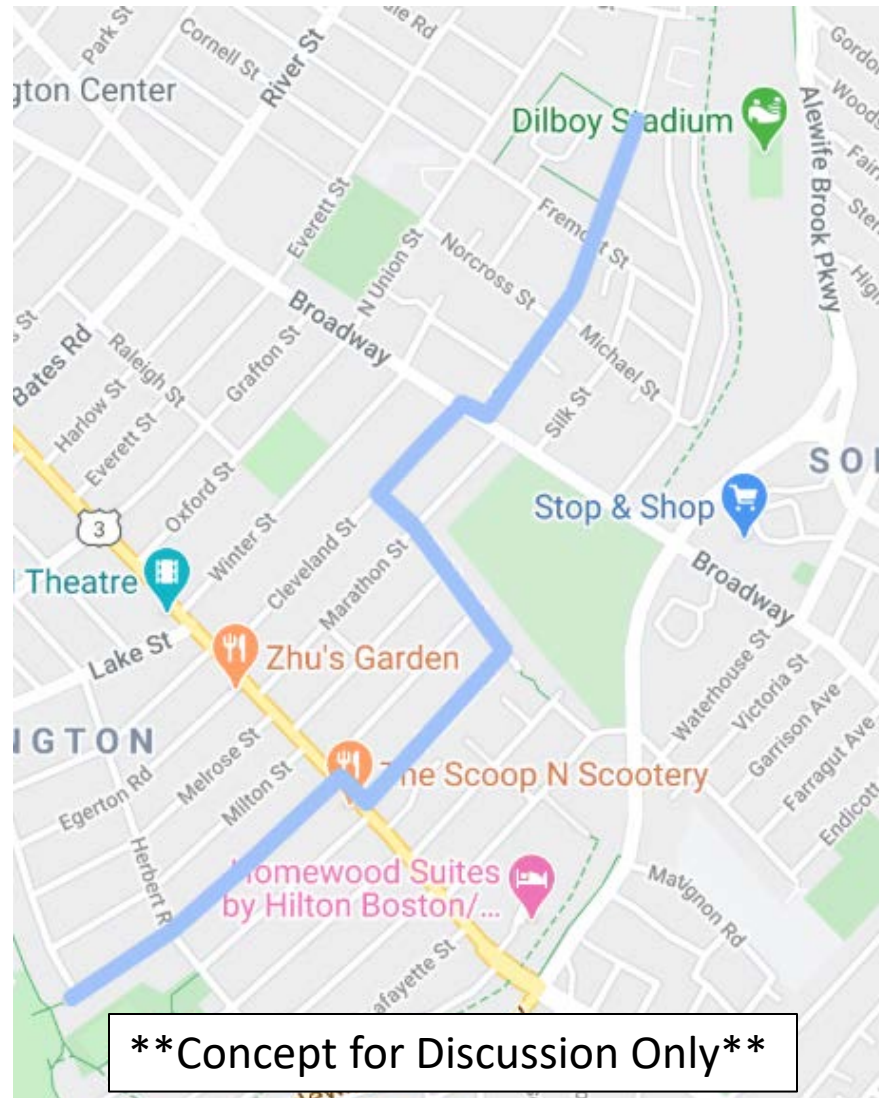 Park St
Cornell St
River St
gton Center
Gordon
Woods
Alewife Brook Pkwy
Dilboy Stadium
Everett St
N Union St
Fremont St
Norcross St
Broadway
Michael St
Bates Rd
Raleigh St
Grafton St
Harlow St
Everett St
Silk St
Oxford St
3
Winter St
Cleveland St
Marathon St
Stop & Shop
Theatre
Broadway
Lake St
Zhu's Garden
Waterhouse St
Victoria St
Garrison Ave
Farragut Ave
Endicott
IGTON
Melrose St
The Scoop N Scootery
Egerton Rd
Milton St
Herbert R
Homewood Suites
by Hilton Boston/...
Matignon Rd
afayette St
**Concept for Discussion Only**